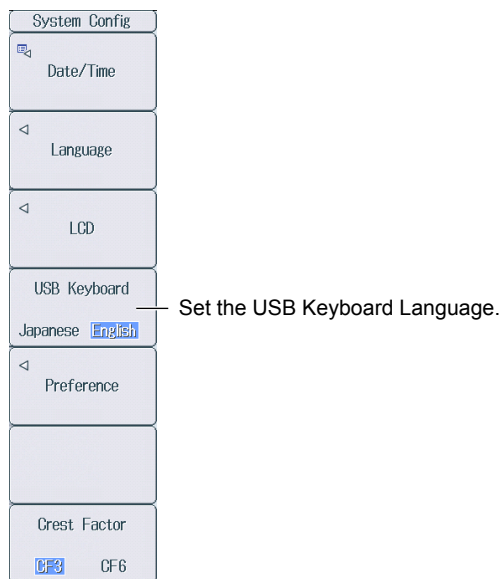 System Config
Date/Time
Language
LCD
USB Keyboard
Set the USB Keyboard Language.
Japanese English
Preference
Crest Factor
CF3 CF6